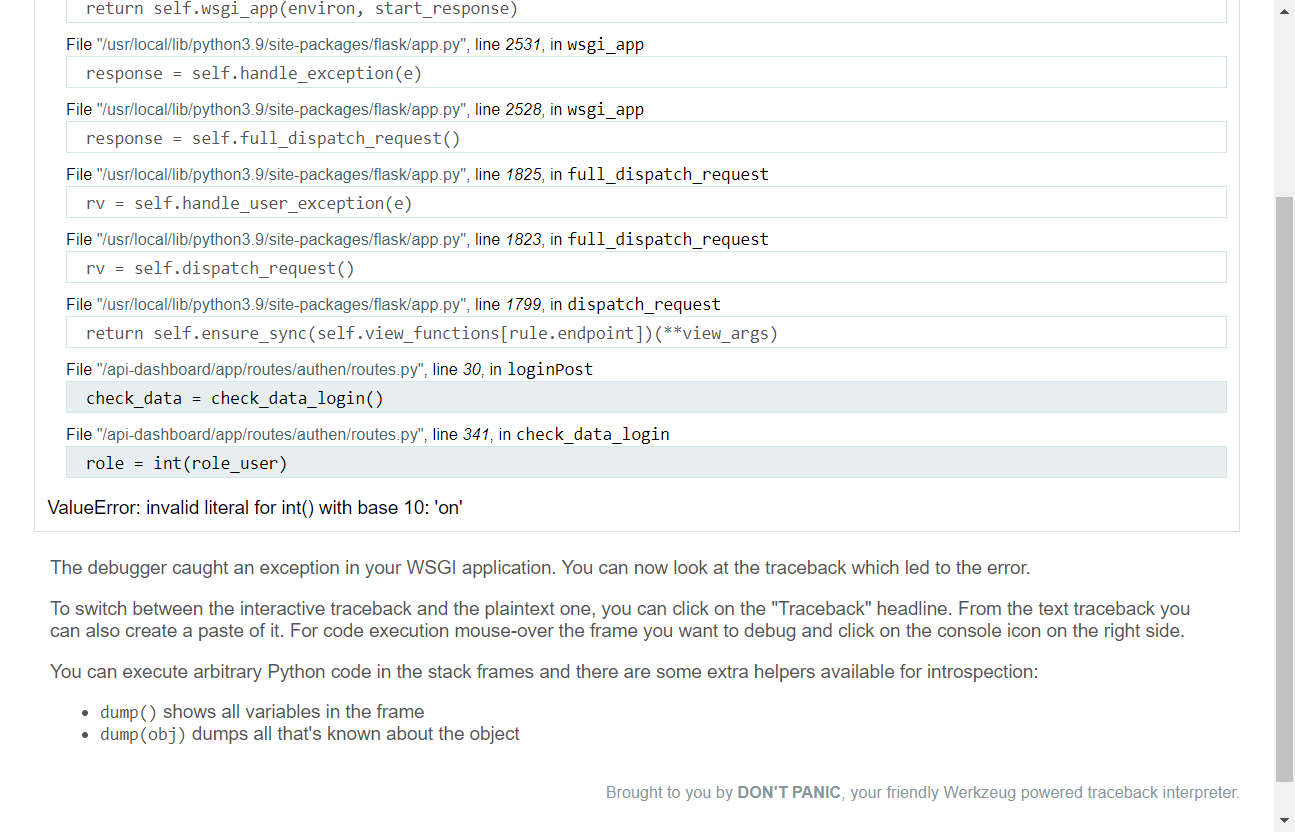 return self.wsgi_app(environ, start_response)
File "/usr/local/lib/python3.9/site-packages/flask/app.py", line 2531, in wsgi_app
response = self.handle_exception(e)
File "/usr/local/lib/python3.9/site-packages/flask/app.py", line 2528, in wsgi_app
response = self.full_dispatch_request()
File "/usr/local/lib/python3.9/site-packages/flask/app.py", line 1825, in full_dispatch_request
rv = self.handle_user_exception(e)
File "/usr/local/lib/python3.9/site-packages/flask/app.py", line 1823, in full_dispatch_request
rv = self.dispatch_request()
File "/usr/local/lib/python3.9/site-packages/flask/app.py", line 1799, in dispatch_request
return self.ensure_sync(self.view_functions[rule.endpoint])(**view_args)
File "/api-dashboard/app/routes/authen/routes.py", line 30, in loginPost
check_data = check_data_login()
File "/api-dashboard/app/routes/authen/routes.py", line 341, in check_data_login
role = int(role_user)
ValueError: invalid literal for int() with base 10: 'on'
The debugger caught an exception in your WSGI application. You can now look at the traceback which led to the error.
To switch between the interactive traceback and the plaintext one, you can click on the "Traceback" headline. From the text traceback you
can also create a paste of it. For code execution mouse-over the frame you want to debug and click on the console icon on the right side.
You can execute arbitrary Python code in the stack frames and there are some extra helpers available for introspection:
• dump() shows all variables in the frame
• dump(obj) dumps all that's known about the object
Brought to you by DON'T PANIC, your friendly Werkzeug powered traceback interpreter.